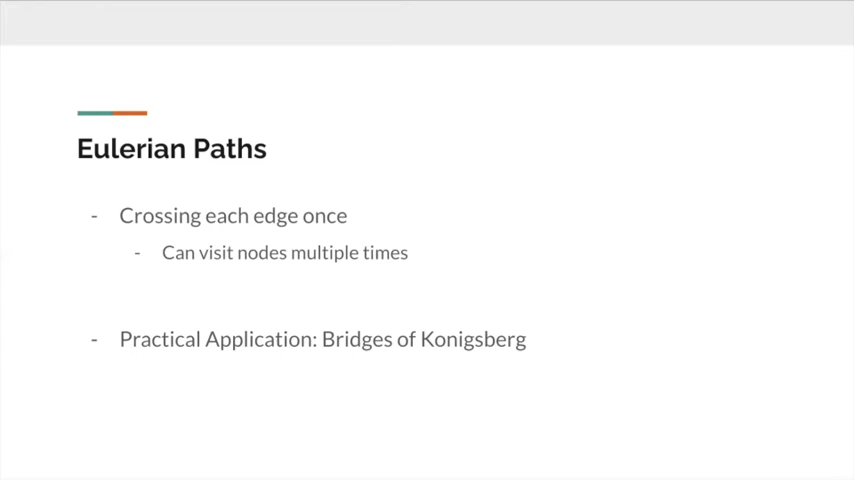 Eulerian Paths
- Crossing each edge once
- Can visit nodes multiple times
- Practical Application: Bridges of Konigsberg